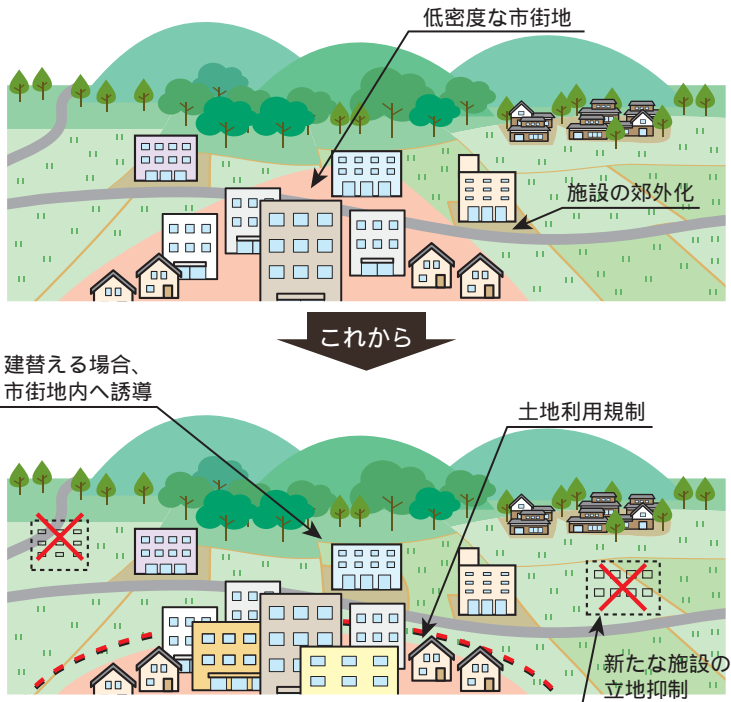 低密度な市街地
施設の郊外化
これから
建替える場合、
市街地内へ誘導
土地利用規制
新たな施設の
立地抑制